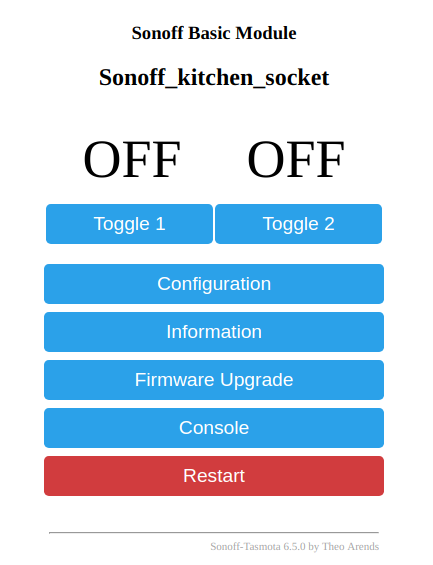 Sonoff Basic Module
Sonoff_kitchen_socket
OFF OFF
Toggle 1 Toggle 2
Configuration
Information
Firmware Upgrade
Console
Restart
Sonoff-Tasmota 6.5.0 by Theo Arends